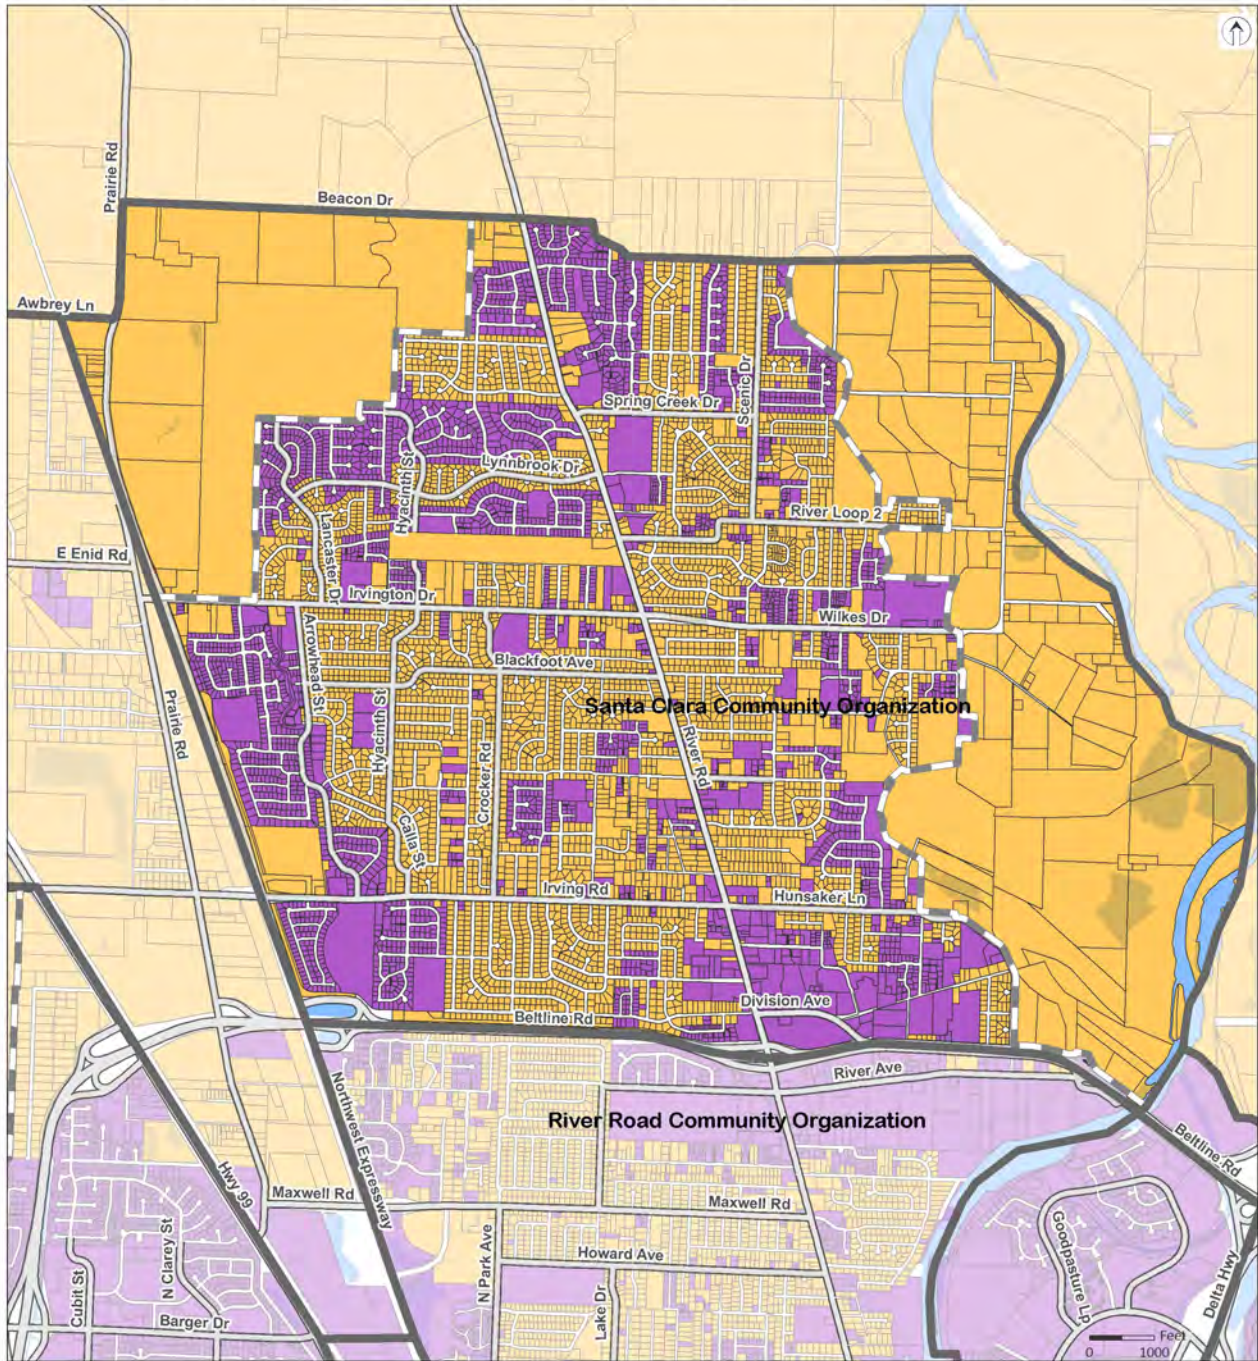 Prairie Rd
Beacon Dr
Awbrey Ln
Spring Creek Dr
Scenic Dr
Hyacinth St
Lynnbrook Dr
River Loop 2
Lancaster Dr
E Enid Rd
Irvington Dr
Wilkes Dr
Arrowhead St
Blackfoot Ave
Santa Clara Community Organization
Prairie Rd
Hyacinth St
River Rd
Crocker Rd
Calla St
Irving Rd
Hunsaker Ln
Division Ave
Beltline Rd
River Ave
River Road Community Organization
Northwest Expressway
Beltline Rd
Hwy 99
Maxwell Rd
Maxwell Rd
N Clarey St
N Park Ave
Howard Ave
Goodpasture Lp
Cubit St
Lake Dr
Delta Hwy
Barger Dr
Feet
0 1000